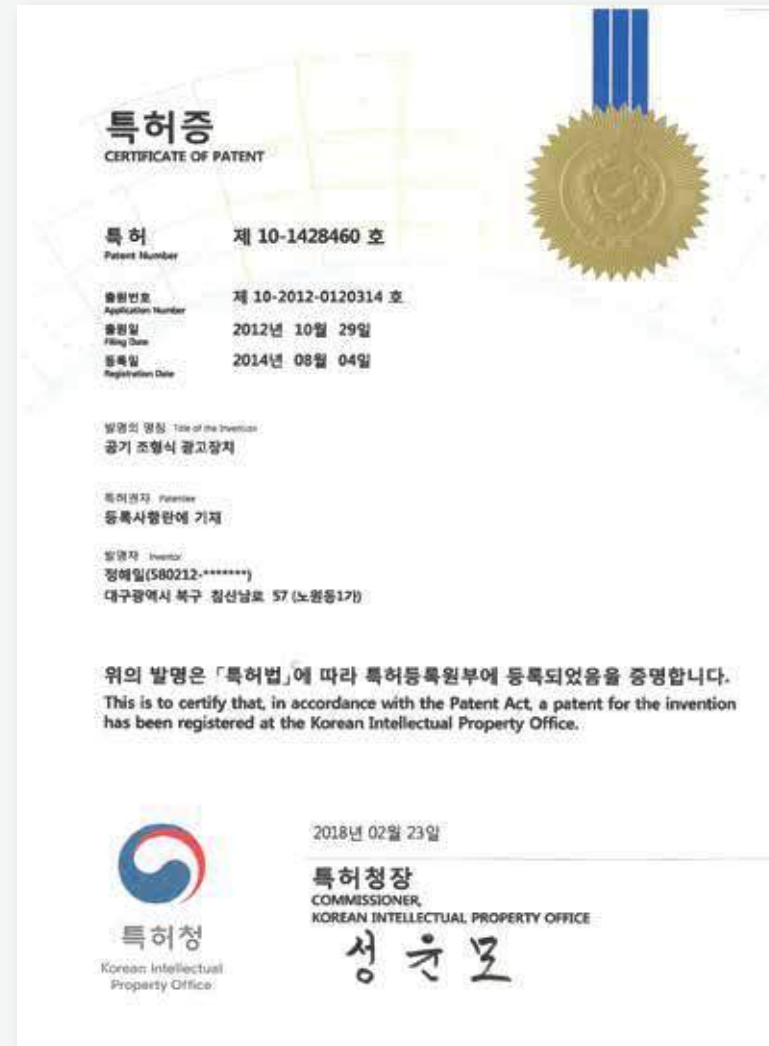 특허증
CERTIFICATE OF PATENT
특허 제 10-1428460 호
Patent Number
출원번호 제 10-2012-0120314 호
Application Number
출원일 2012년 10월 29일
Filing Date
등록일 2014년 08월 04일
Registration Date
발명의 명칭 Title of the Invention
공기 조형식 광고장치
특허권자 Patentee
등록사항란에 기재
발명자 Inventor
정해일(580212-*******)
대구광역시 북구 침산남로 57 (노원동1가)
위의 발명은 「특허법」에 따라 특허등록원부에 등록되었음을 증명합니다.
This is to certify that, in accordance with the Patent Act, a patent for the invention
has been registered at the Korean Intellectual Property Office.
2018년 02월 23일
특허청장
COMMISSIONER,
KOREAN INTELLECTUAL PROPERTY OFFICE
성윤모
특허청
Korean Intellectual
Property Office